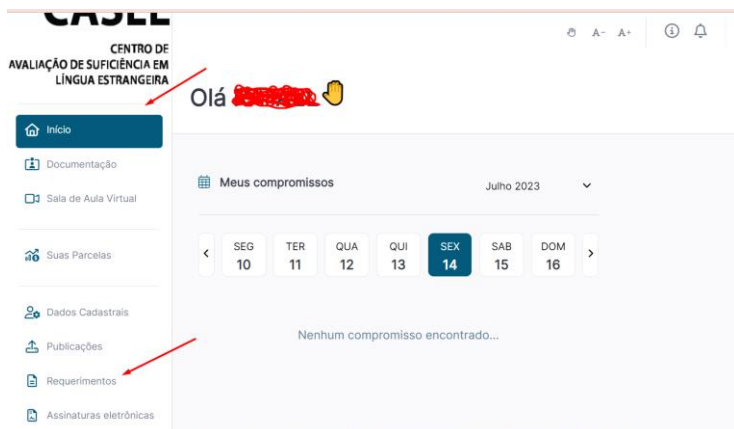 CASLE
CENTRO DE
AVALIAÇÃO DE SUFICIÊNCIA EM
LÍNGUA ESTRANGEIRA
Início
Documentação
Sala de Aula Virtual
Suas Parcelas
Dados Cadastrais
Publicações
Requerimentos
Assinaturas eletrônicas
A- A+
Olá
Meus compromissos
Julho 2023
SEG TER QUA QUI SEX SAB DOM
10 11 12 13 14 15 16
Nenhum compromisso encontrado...